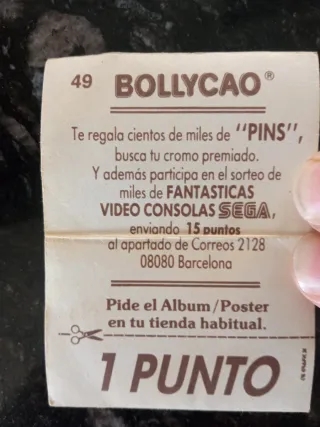 49 BOLLYCAO®
Te regala cientos de miles de "PINS",
busca tu cromo premiado.
Y además participa en el sorteo de
miles de FANTASTICAS
VIDEO CONSOLAS SEGA,
enviando 15 puntos
al apartado de Correos 2128
08080 Barcelona
Pide el Album/Poster
en tu tienda habitual.
1 PUNTO